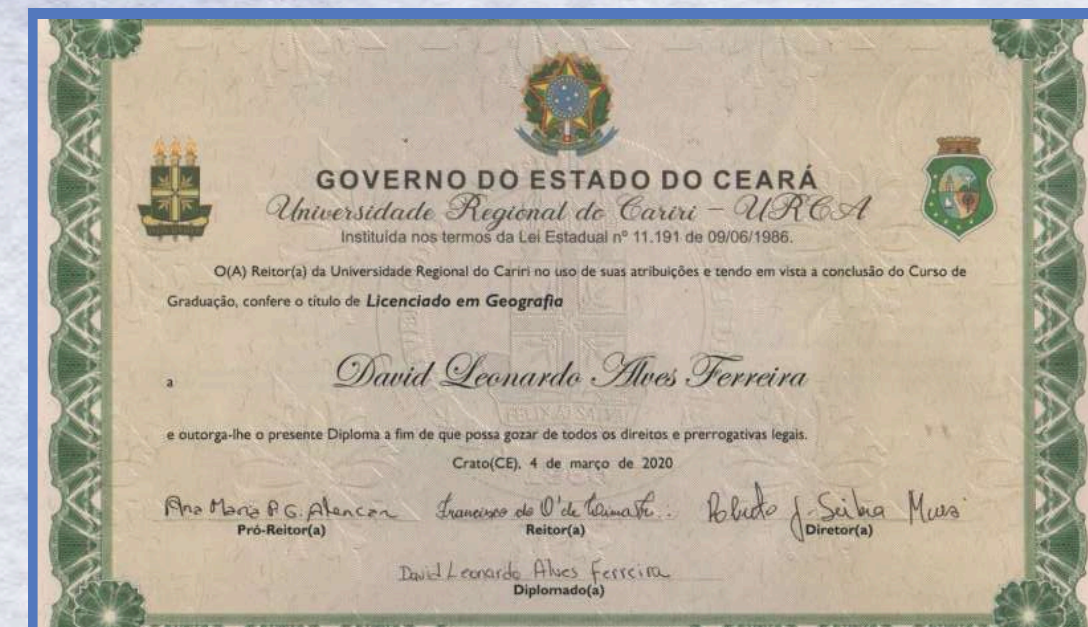 GOVERNO DO ESTADO DO CEARÁ
Universidade Regional do Cariri – URCA
Instituída nos termos da Lei Estadual nº 11.191 de 09/06/1986.
O(A) Reitor(a) da Universidade Regional do Cariri no uso de suas atribuições e tendo em vista a conclusão do Curso de
Graduação, confere o título de Licenciado em Geografia
a David Leonardo Alves Ferreira
e outorga-lhe o presente Diploma a fim de que possa gozar de todos os direitos e prerrogativas legais.
Crato(CE), 4 de março de 2020
Ana Maria P G. Alencar Francisco do O' de Lima
Pró-Reitor(a) Reitor(a) Diretor(a)
David Leonardo Alves Ferreira
Diplomado(a)